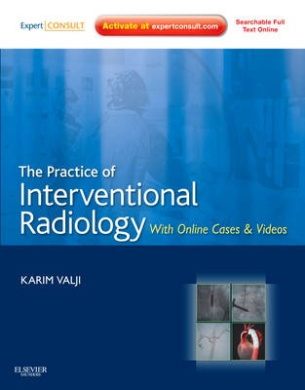 Expert CONSULT
Activate at expertconsult.com
Searchable Full
Text Online
The Practice of
Interventional
Radiology With Online Cases & Videos
KARIM VALJI
ELSEVIER
SAUNDERS